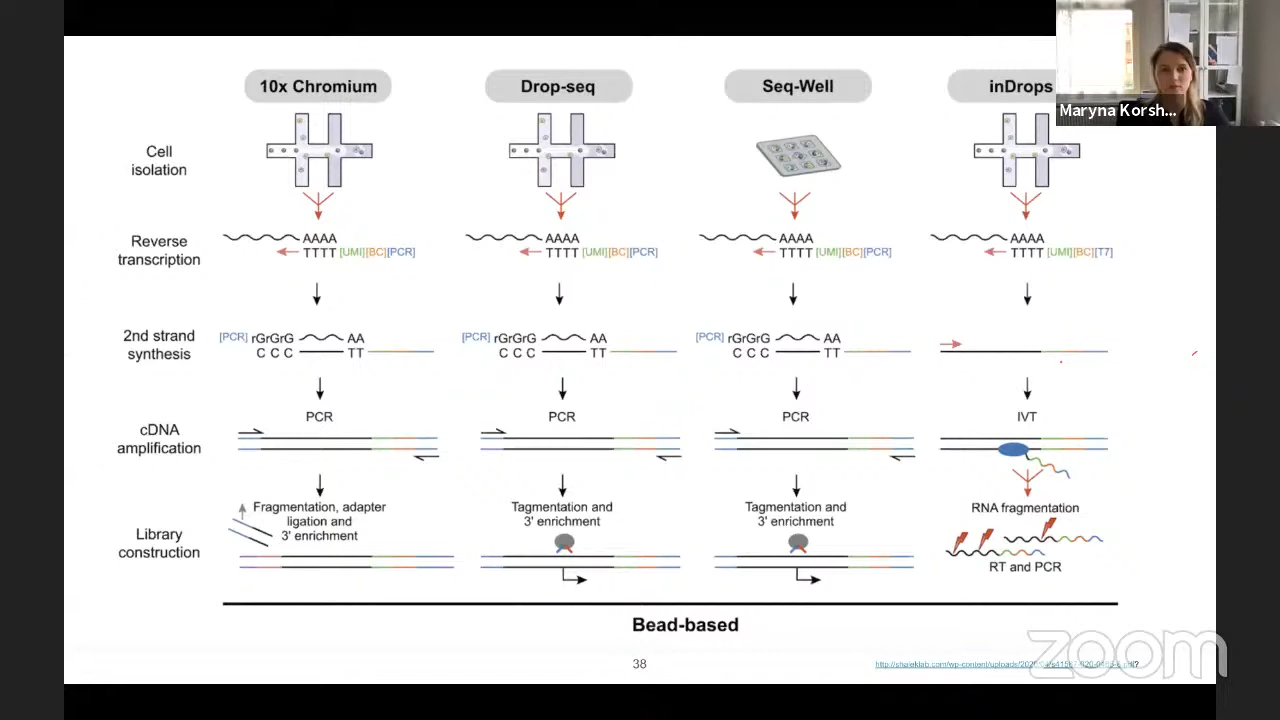 10x Chromium
Drop-seq
Seq-Well
inDrops
Maryna Korsh...
Cell
isolation
Reverse
transcription
AAAA
TTTT [UMI][BC][PCR]
AAAA
TTTT [UMI][BC][PCR]
AAAA
TTTT [UMI][BC][PCR]
AAAA
TTTT [UMI][BC][T7]
2nd strand
synthesis
[PCR] rGrGrG AA
C C C TT
[PCR] rGrGrG AA
C C C TT
[PCR] rGrGrG AA
C C C TT
cDNA
amplification
PCR
PCR
PCR
IVT
Library
construction
Fragmentation, adapter
ligation and
3' enrichment
Tagmentation and
3' enrichment
Tagmentation and
3' enrichment
RNA fragmentation
RT and PCR
Bead-based
38
zoom